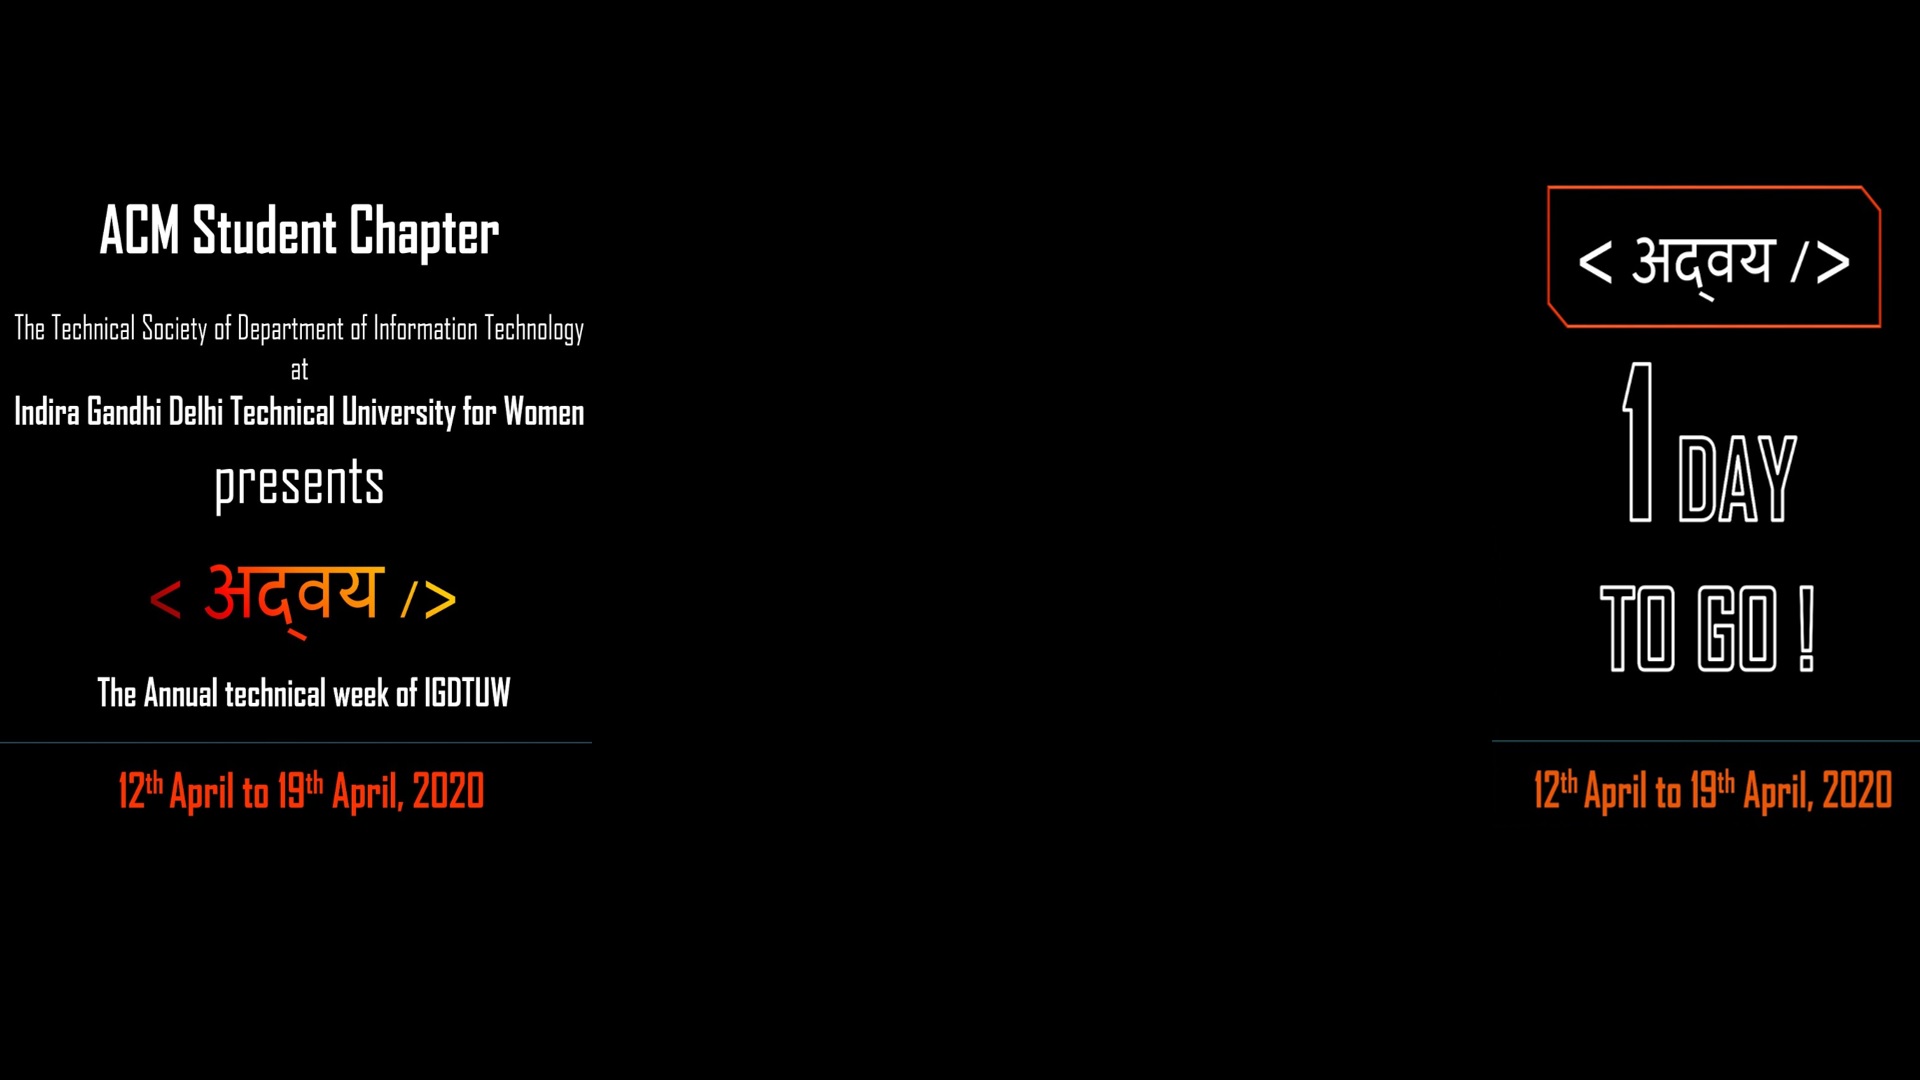 ACM Student Chapter
The Technical Society of Department of Information Technology
at
Indira Gandhi Delhi Technical University for Women
presents
< अद्‌वय />
The Annual technical week of IGDTUW
12th April to 19th April, 2020
< अद्‌वय />
1 DAY
TO GO !
12th April to 19th April, 2020